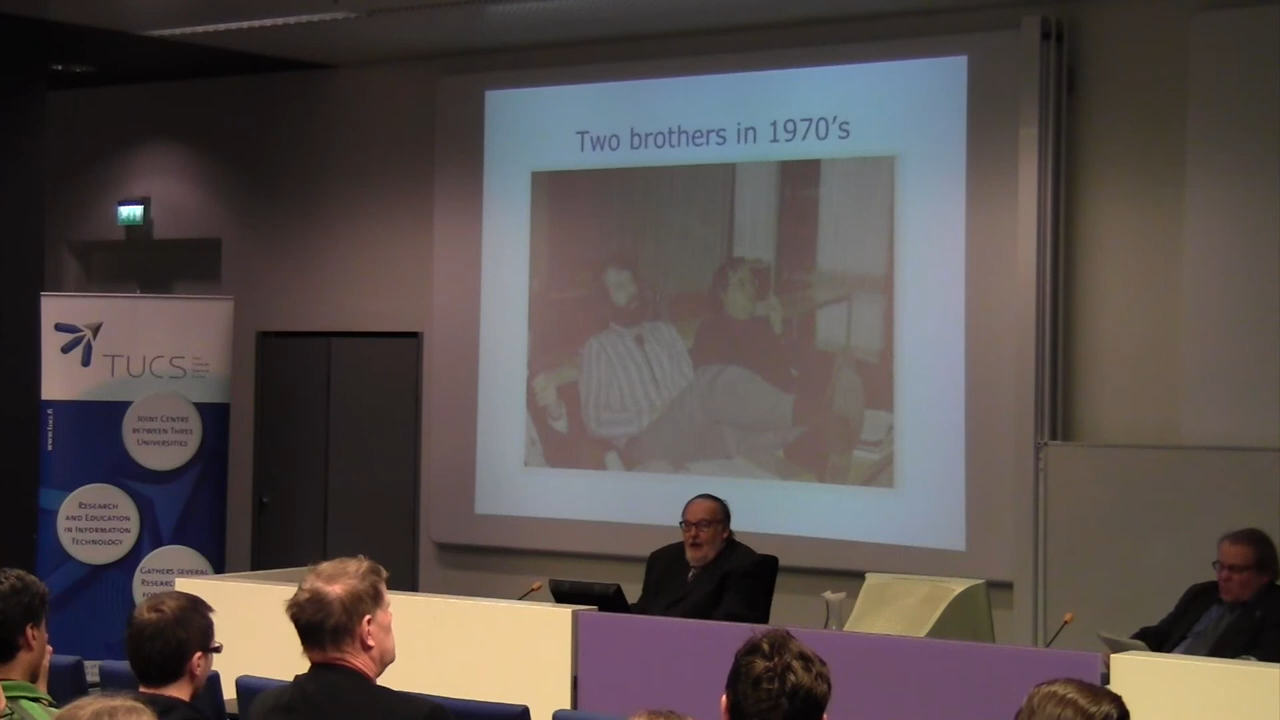 Two brothers in 1970's
TUCS
www.tucs.fi
JOINT CENTRE
BETWEEN THREE
UNIVERSITIES
RESEARCH
AND EDUCATION
IN INFORMATION
TECHNOLOGY
GATHERS SEVERAL